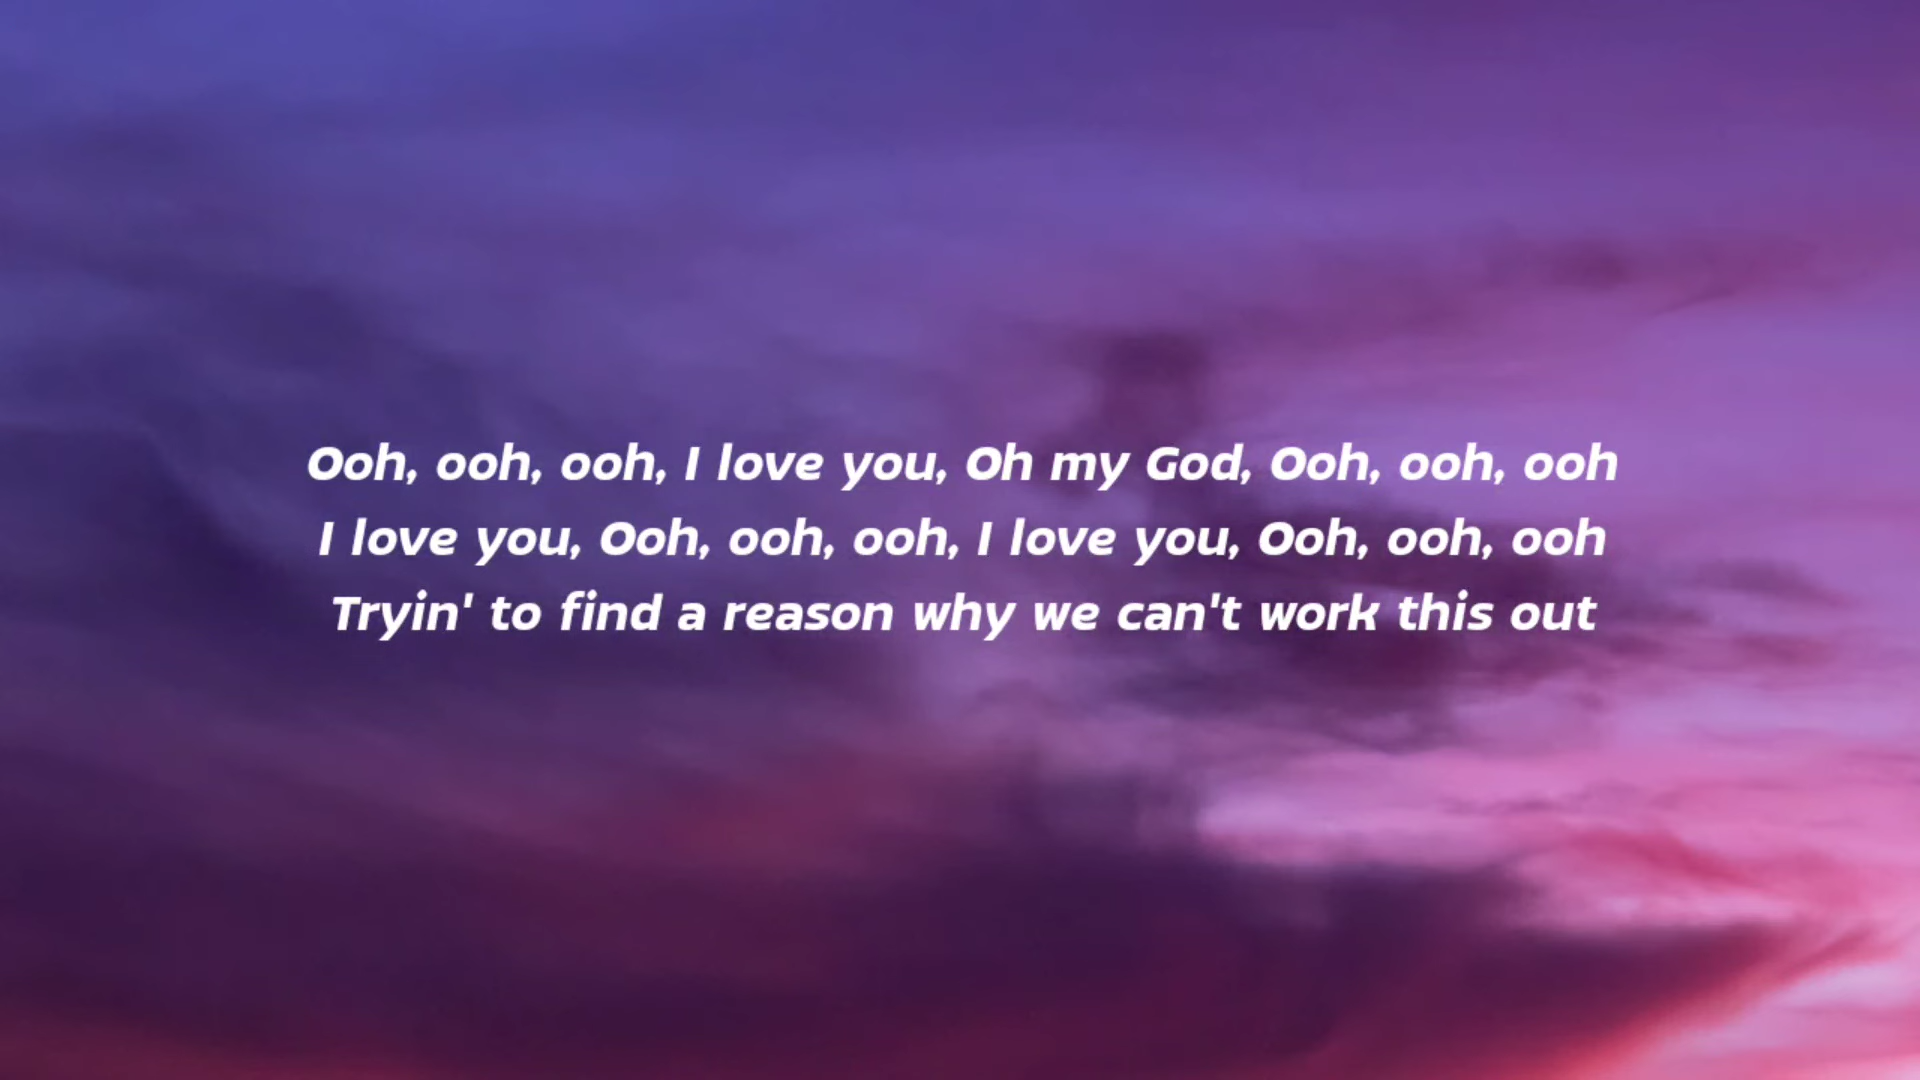 Ooh, ooh, ooh, I love you, Oh my God, Ooh, ooh, ooh
I love you, Ooh, ooh, ooh, I love you, Ooh, ooh, ooh
Tryin' to find a reason why we can't work this out